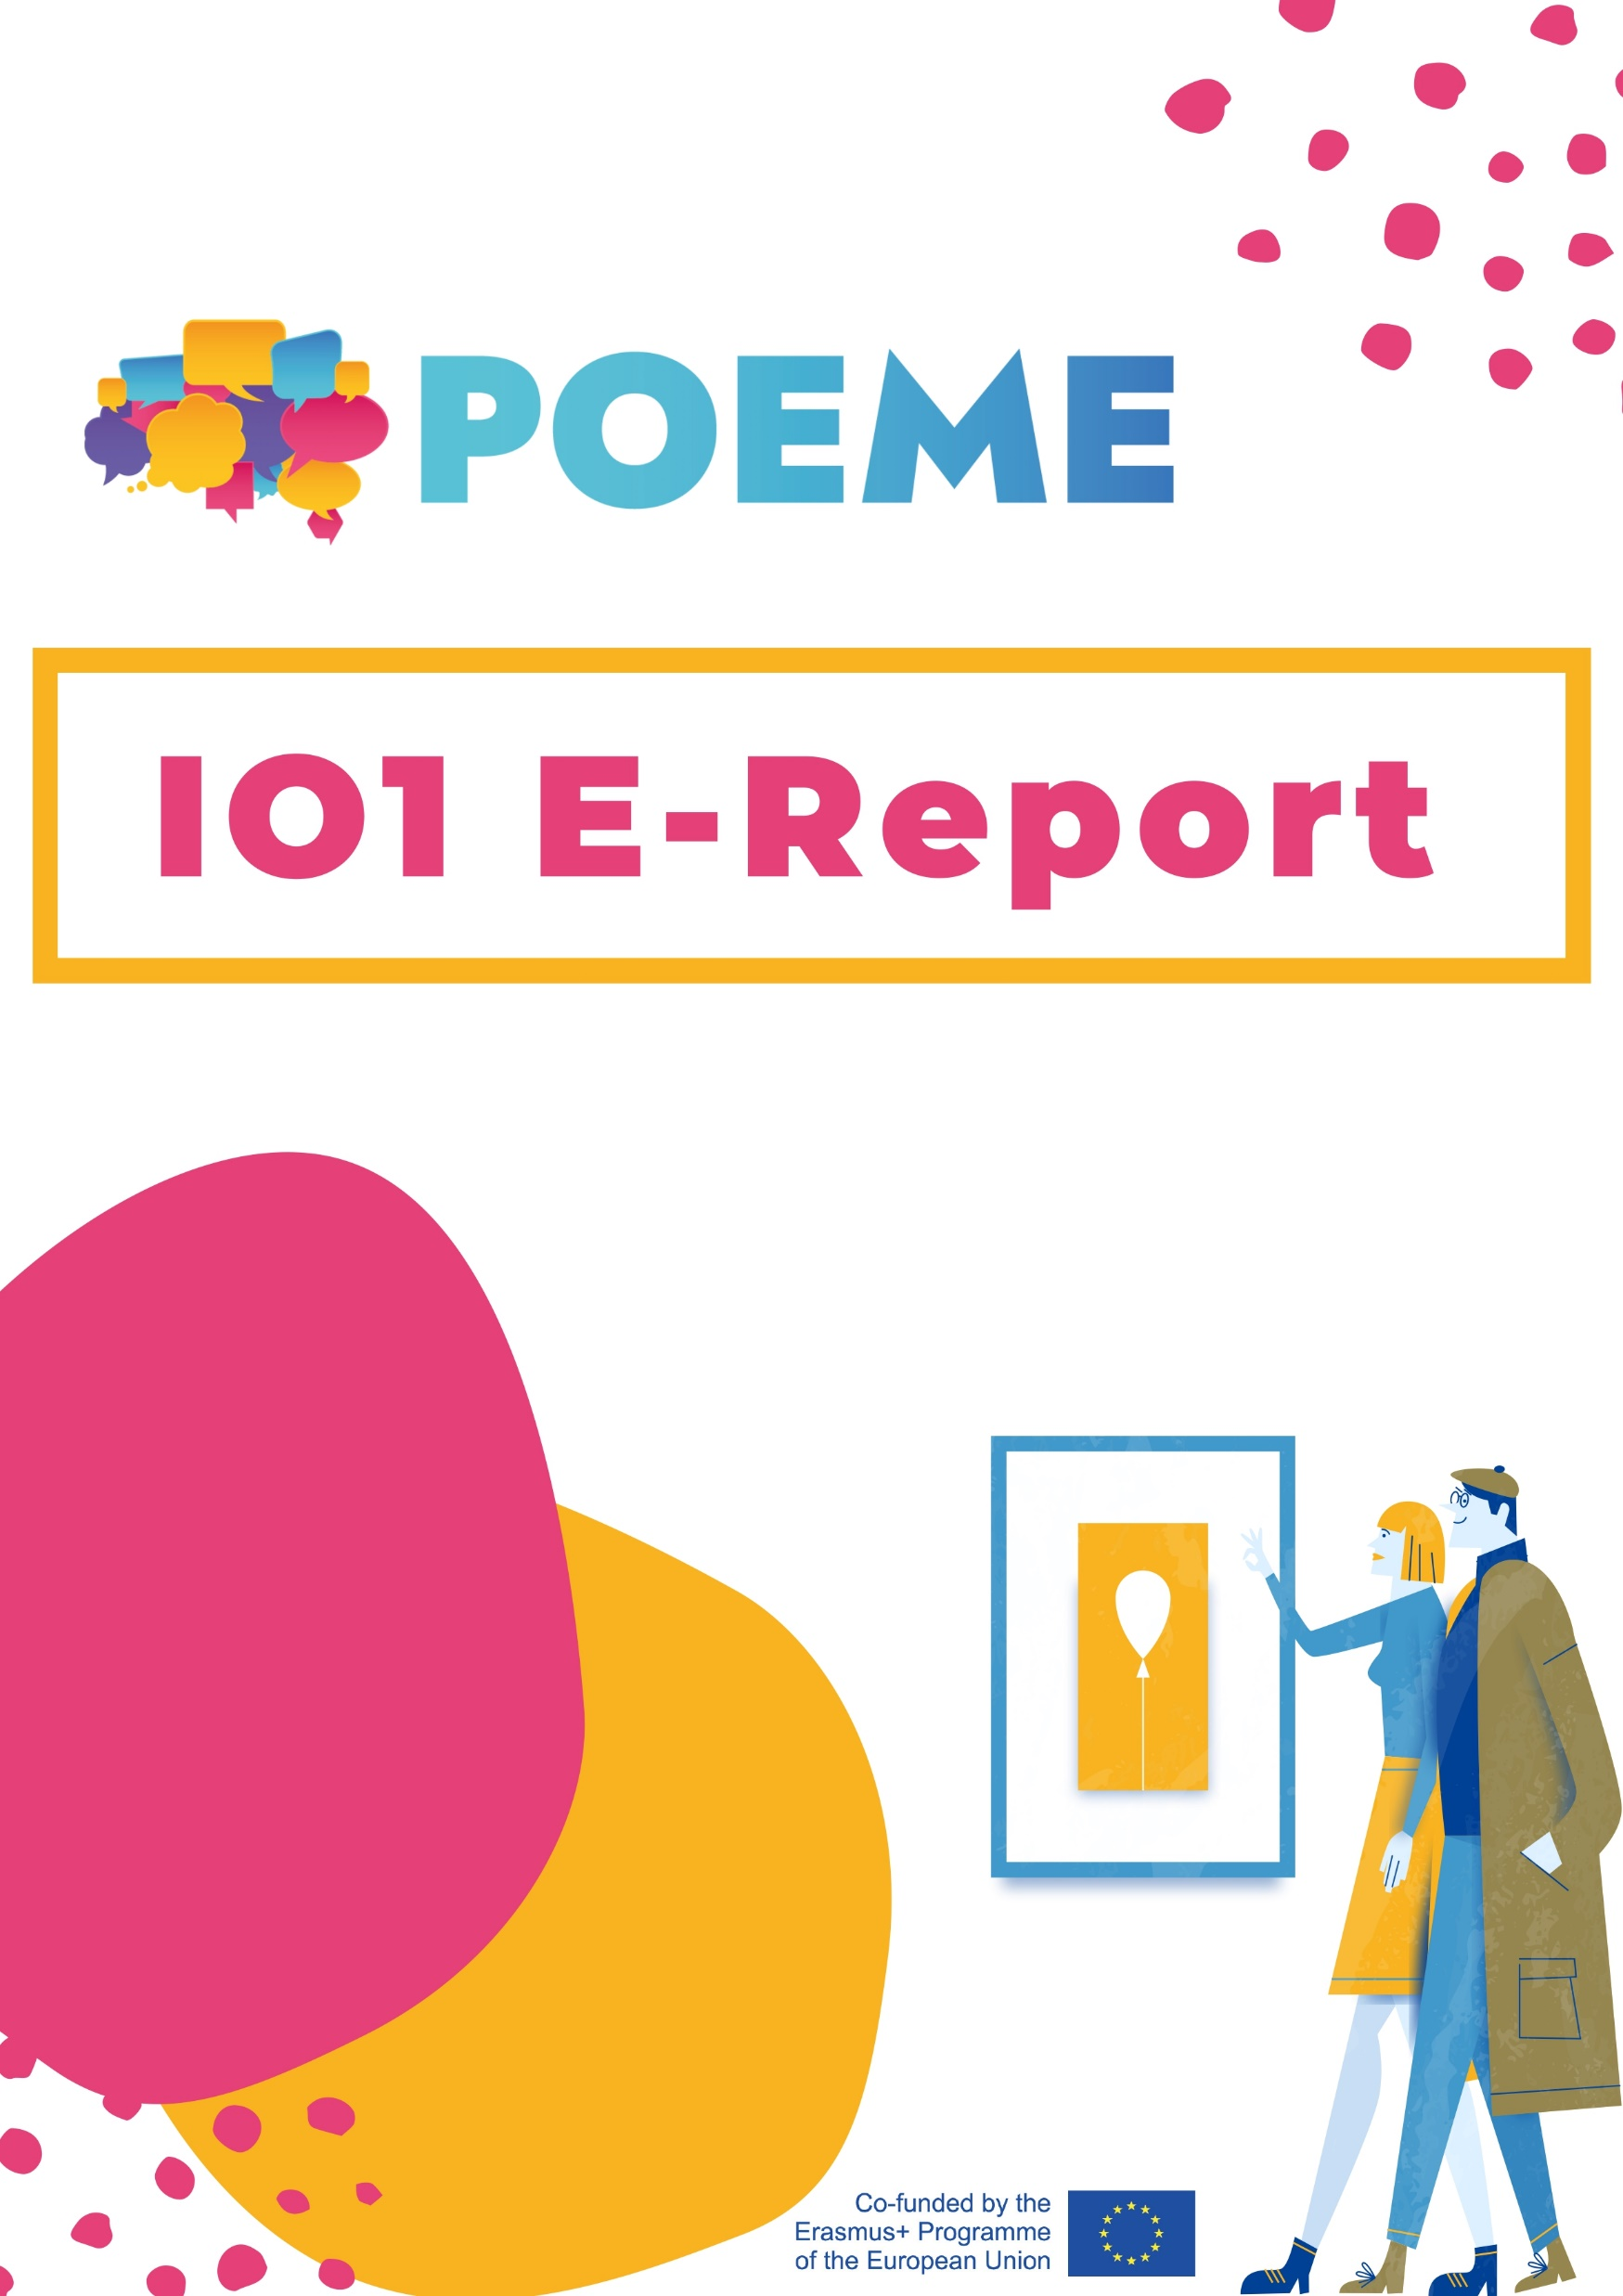 POEME
IO1 E-Report
Co-funded by the
Erasmus+ Programme
of the European Union